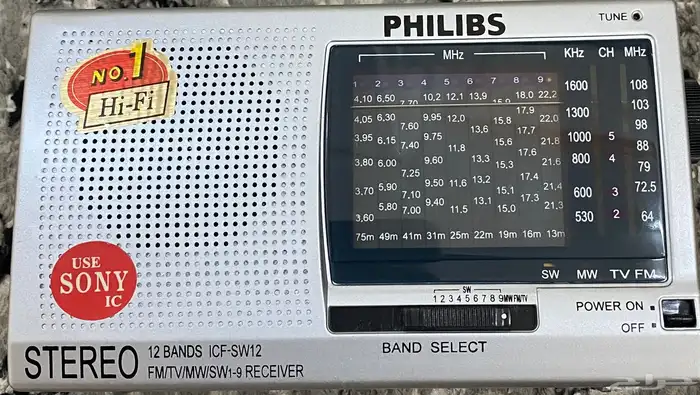 PHILIBS
TUNE
NO.1
Hi-Fi
MHz KHz CH MHz
1 2 3 4 5 6 7 8 9
4,10 6,50 7.70 10,2 12.1 13,9 15.9 18.0 22,2
1600 108
4,05 6,30 7.60 9.95 12,0 13,6 15.8 17.9 22.0
1300 103
98
3,95 6,15 7.40 9.75 11.8 13.5 15.6 17.7 21.8
1000 5 88
3,80 6.00 7.25 9.60 11,6 13.3 15.3 17.6 21.6
800 4 79
3,70 5.90 7.10 9.50 11,5 13.2 15.1 17.4 21.4
600 3 72.5
3,60 5,80 7.00 9.40 13.1 15.0 17.3 21.3
530 2 64
75m 49m 41m 31m 25m 22m 19m 16m 13m
SW MW TV FM
USE
SONY
IC
SW
1 2 3 4 5 6 7 8 9 MW FM/TV
POWER ON
OFF
BAND SELECT
STEREO
12 BANDS ICF-SW12
FM/TV/MW/SW1-9 RECEIVER
حراج